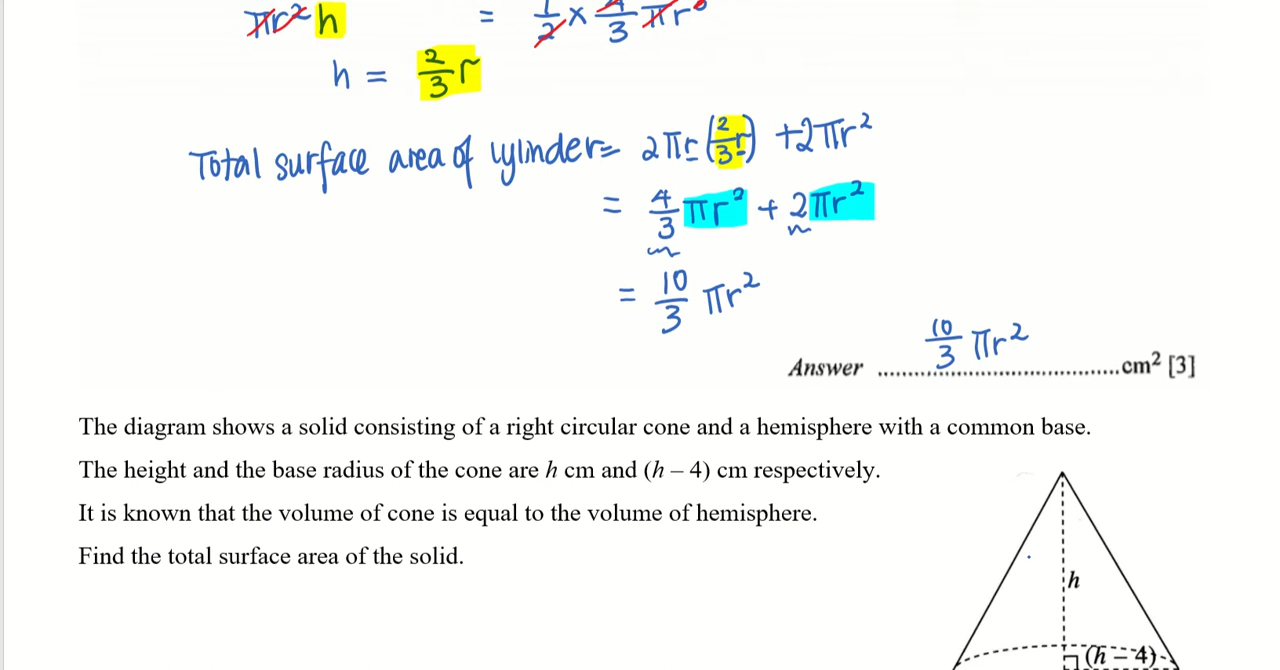 πr²h = 1/2 × 4/3 πr³
h = 2/3 r
Total surface area of cylinder = 2πr(2/3 r) + 2πr²
= 4/3 πr² + 2πr²
= 10/3 πr²
10/3 πr²
Answer ........................................ cm² [3]
The diagram shows a solid consisting of a right circular cone and a hemisphere with a common base.
The height and the base radius of the cone are h cm and (h – 4) cm respectively.
It is known that the volume of cone is equal to the volume of hemisphere.
Find the total surface area of the solid.
h
(h – 4)